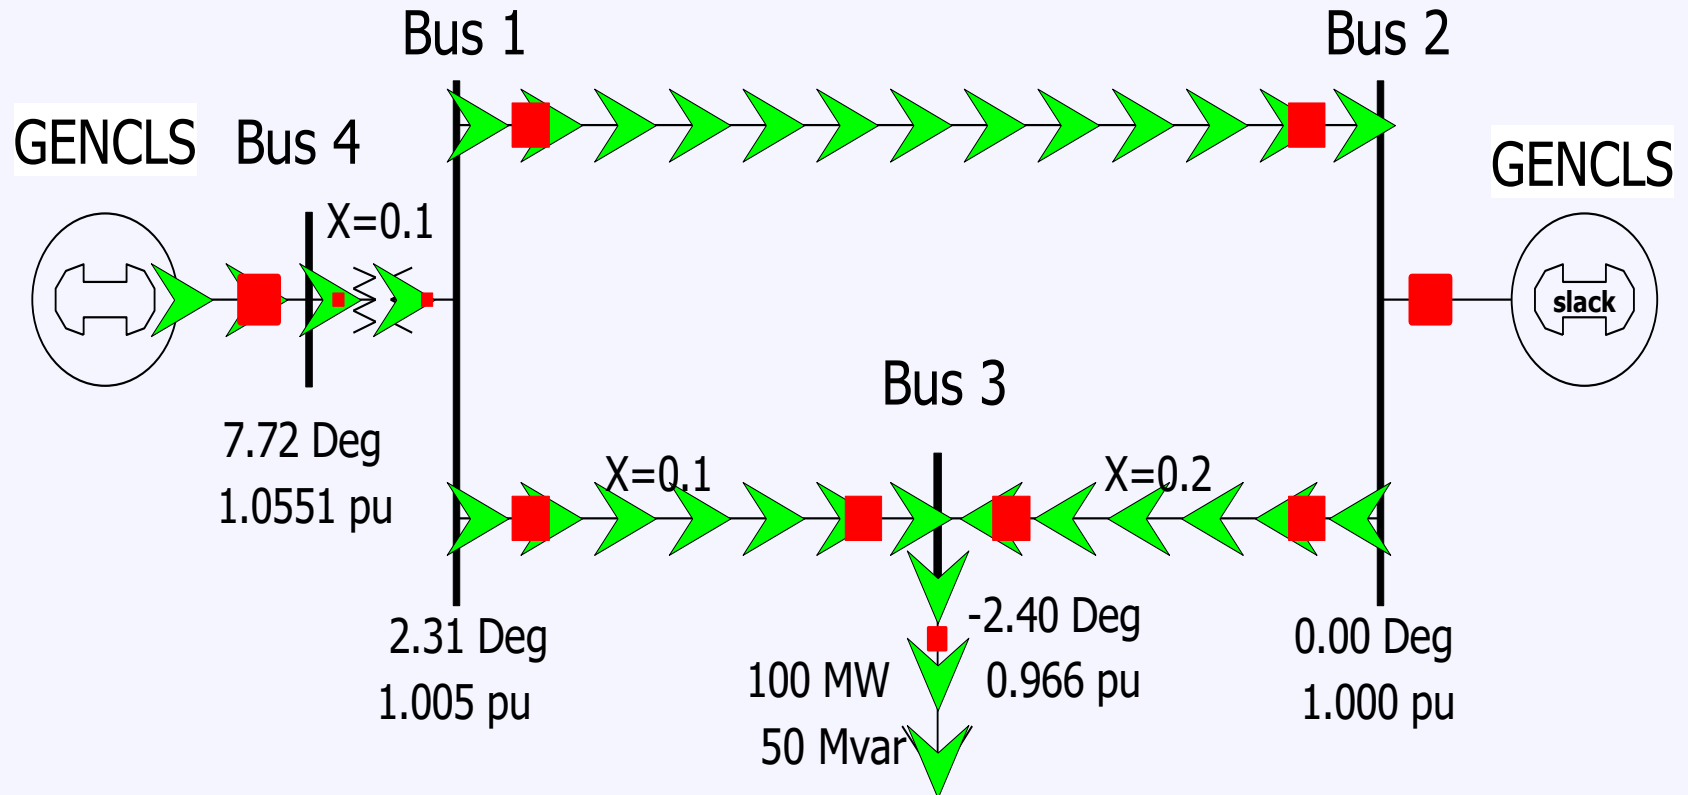 Bus 1
Bus 2
GENCLS
Bus 4
GENCLS
X=0.1
slack
Bus 3
7.72 Deg
1.0551 pu
X=0.1
X=0.2
2.31 Deg
1.005 pu
-2.40 Deg
0.966 pu
100 MW
50 Mvar
0.00 Deg
1.000 pu